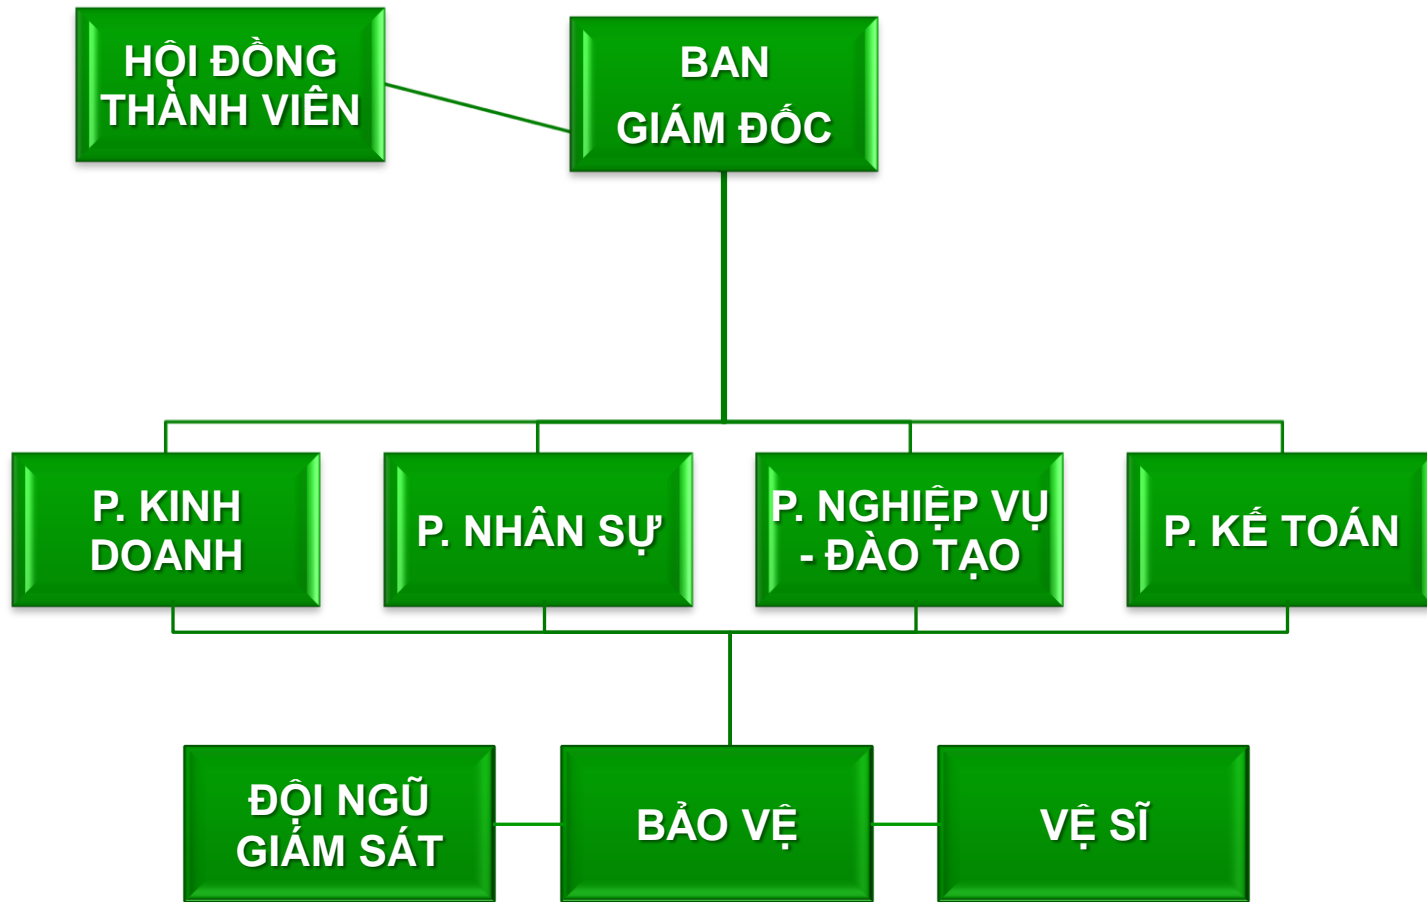 HỘI ĐỒNG
THÀNH VIÊN
BAN
GIÁM ĐỐC
P. KINH
DOANH
P. NHÂN SỰ
P. NGHIỆP VỤ
- ĐÀO TẠO
P. KẾ TOÁN
ĐỘI NGŨ
GIÁM SÁT
BẢO VỆ
VỆ SĨ